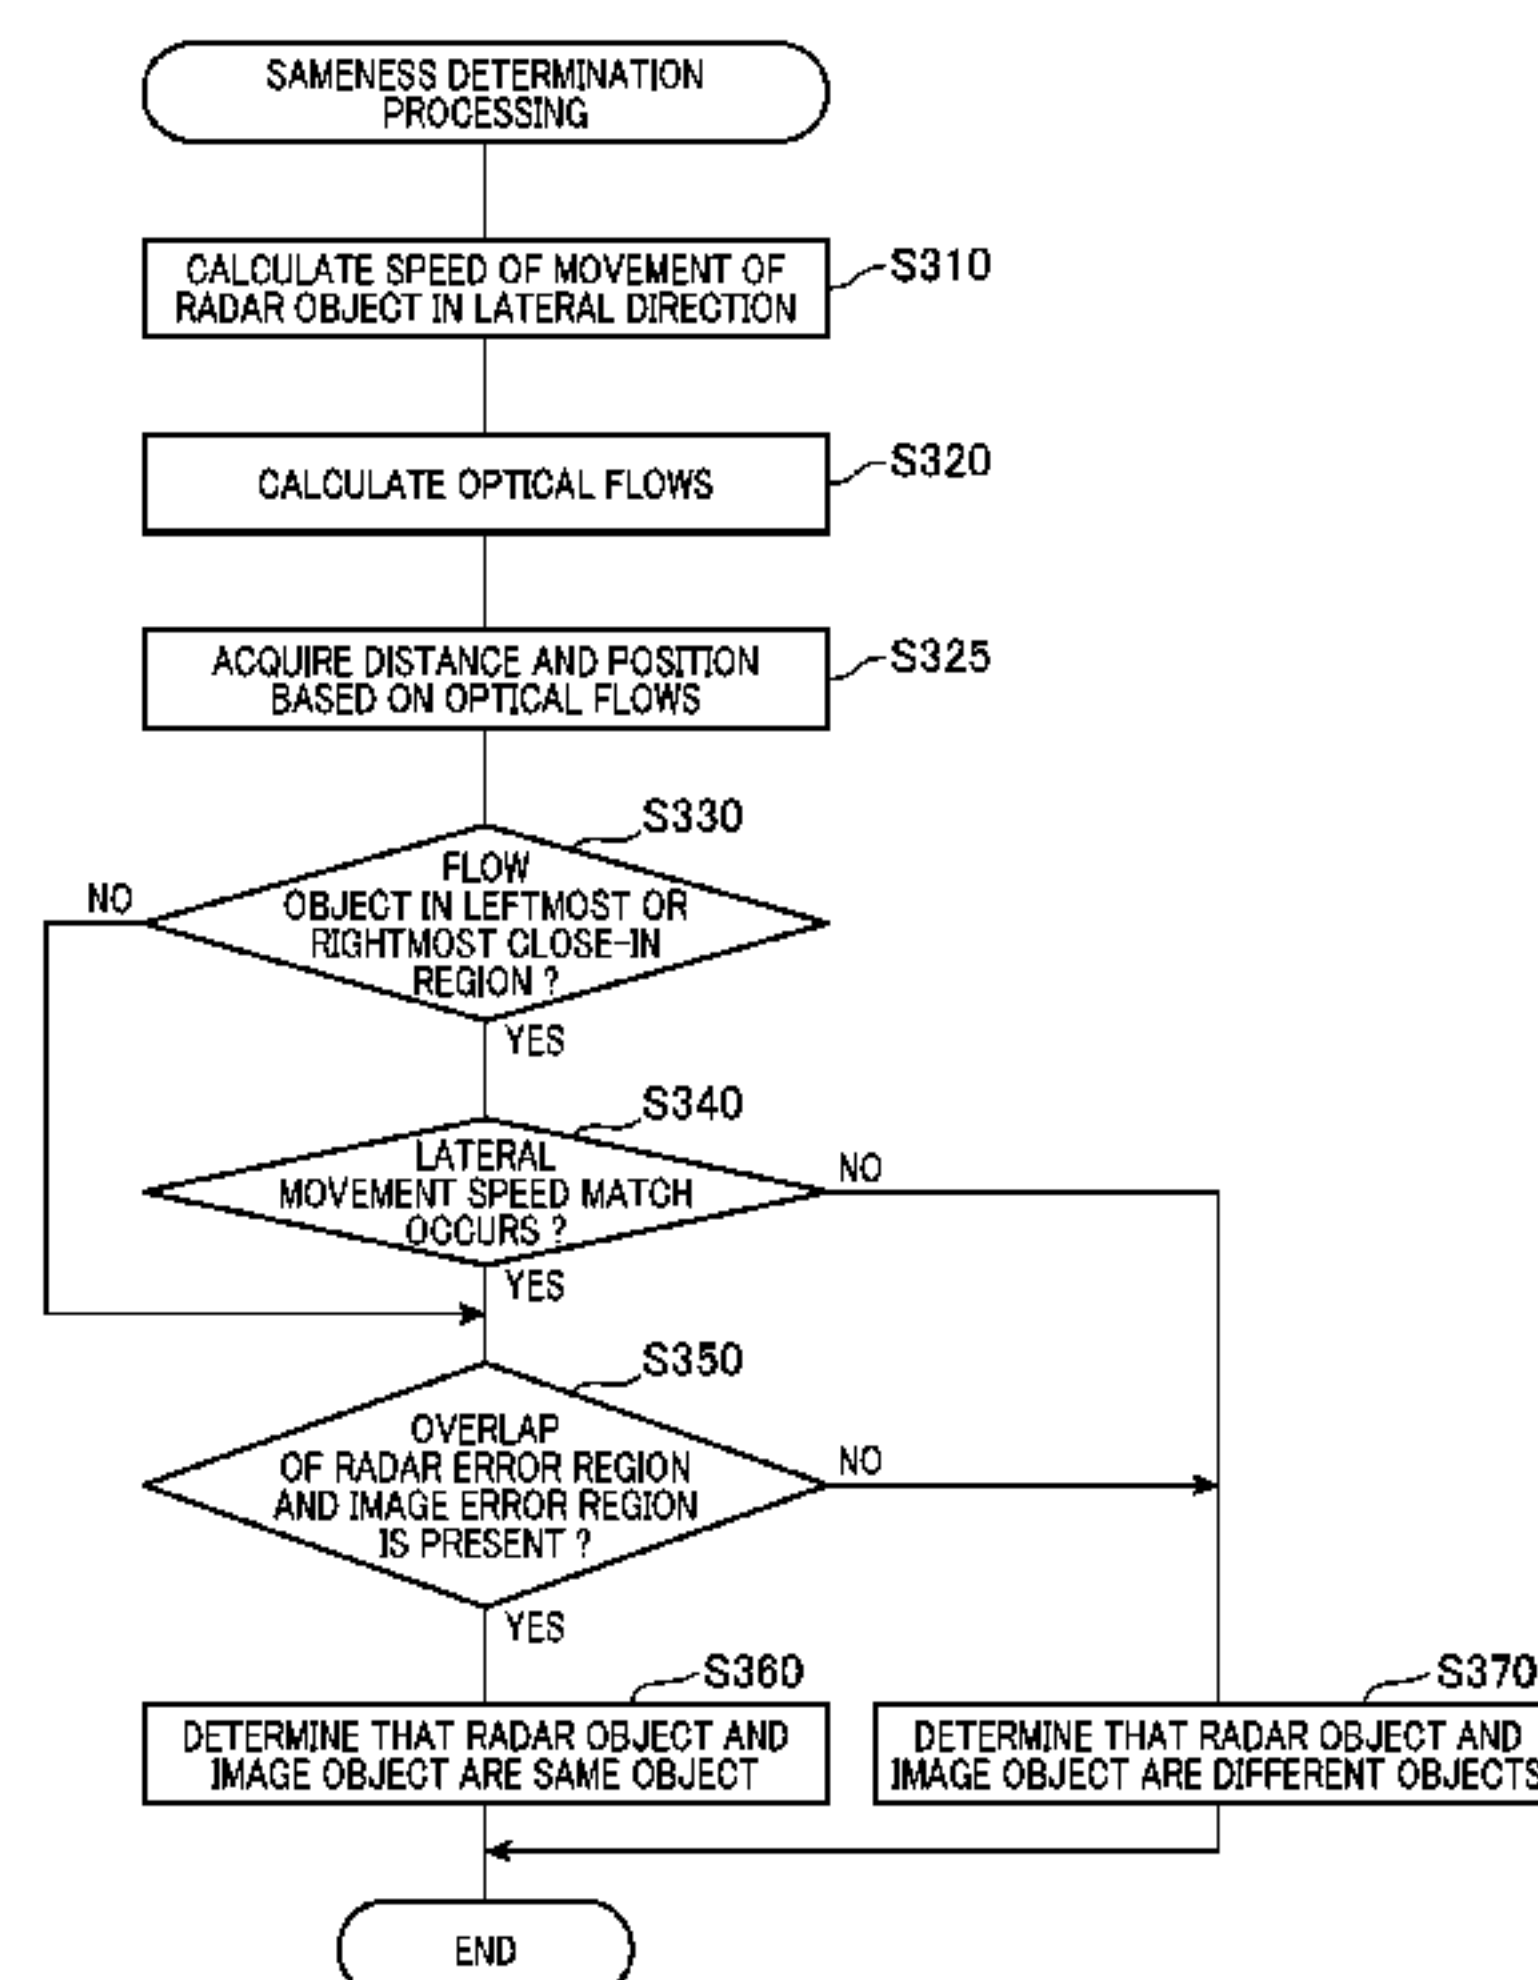 SAMENESS DETERMINATION
PROCESSING
CALCULATE SPEED OF MOVEMENT OF
RADAR OBJECT IN LATERAL DIRECTION
S310
CALCULATE OPTICAL FLOWS
S320
ACQUIRE DISTANCE AND POSITION
BASED ON OPTICAL FLOWS
S325
S330
FLOW
OBJECT IN LEFTMOST OR
RIGHTMOST CLOSE-IN
REGION ?
NO
YES
S340
LATERAL
MOVEMENT SPEED MATCH
OCCURS ?
NO
YES
S350
OVERLAP
OF RADAR ERROR REGION
AND IMAGE ERROR REGION
IS PRESENT ?
NO
YES
S360
DETERMINE THAT RADAR OBJECT AND
IMAGE OBJECT ARE SAME OBJECT
S370
DETERMINE THAT RADAR OBJECT AND
IMAGE OBJECT ARE DIFFERENT OBJECTS
END